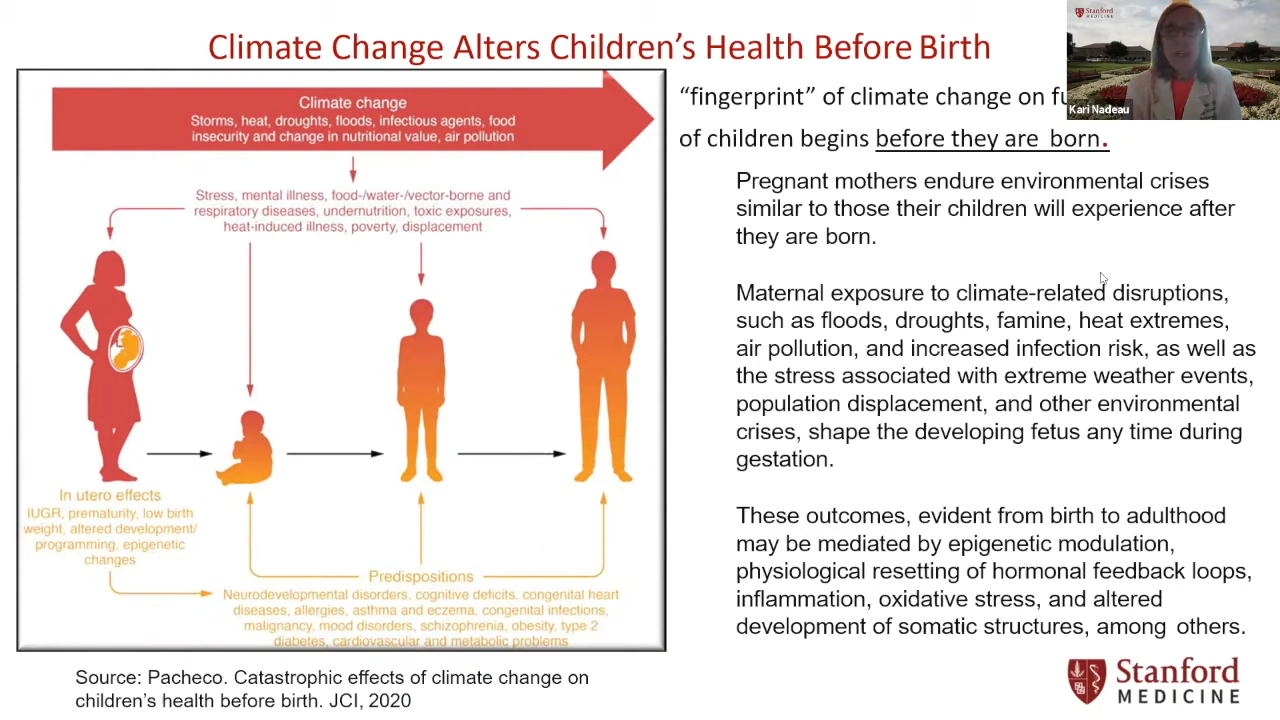 Climate Change Alters Children's Health Before Birth
Stanford
MEDICINE
Kari Nadeau
Climate change
Storms, heat, droughts, floods, infectious agents, food
insecurity and change in nutritional value, air pollution
Stress, mental illness, food-/water-/vector-borne and
respiratory diseases, undernutrition, toxic exposures,
heat-induced illness, poverty, displacement
In utero effects
IUGR, prematurity, low birth
weight, altered development/
programming, epigenetic
changes
Predispositions
Neurodevelopmental disorders, cognitive deficits, congenital heart
diseases, allergies, asthma and eczema, congenital infections,
malignancy, mood disorders, schizophrenia, obesity, type 2
diabetes, cardiovascular and metabolic problems
Source: Pacheco. Catastrophic effects of climate change on
children's health before birth. JCI, 2020
“fingerprint” of climate change on
of children begins before they are born.
Pregnant mothers endure environmental crises
similar to those their children will experience after
they are born.
Maternal exposure to climate-related disruptions,
such as floods, droughts, famine, heat extremes,
air pollution, and increased infection risk, as well as
the stress associated with extreme weather events,
population displacement, and other environmental
crises, shape the developing fetus any time during
gestation.
These outcomes, evident from birth to adulthood
may be mediated by epigenetic modulation,
physiological resetting of hormonal feedback loops,
inflammation, oxidative stress, and altered
development of somatic structures, among others.
Stanford
MEDICINE